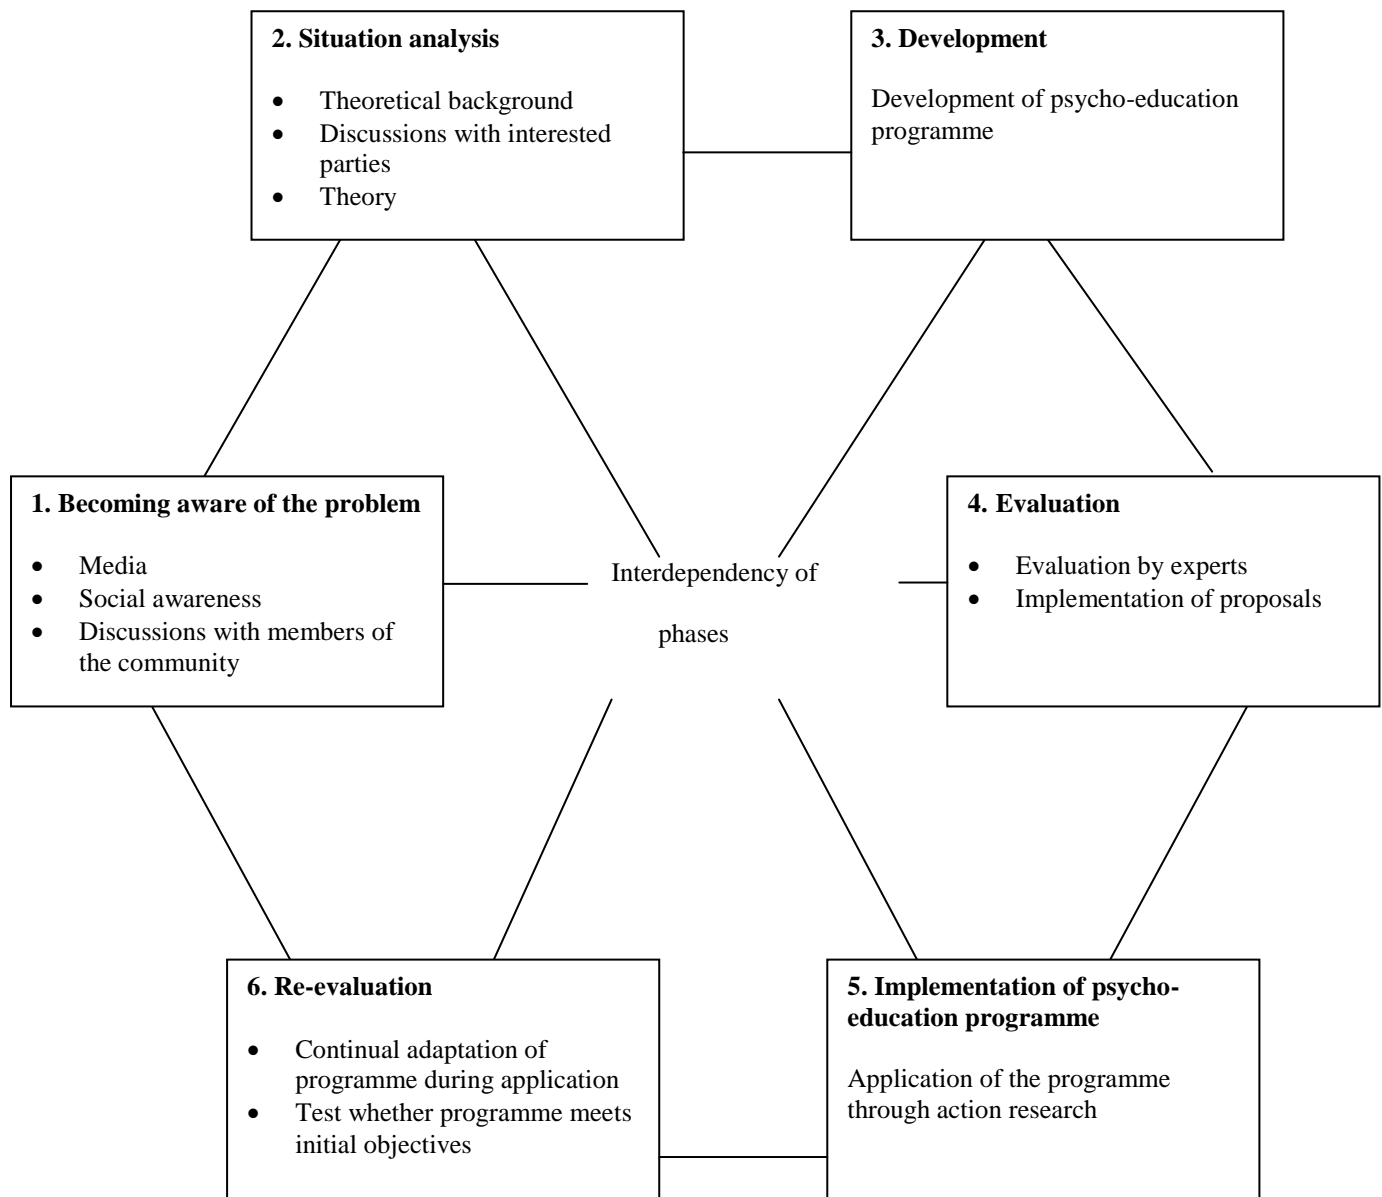 2. Situation analysis
• Theoretical background
• Discussions with interested
parties
• Theory
3. Development
Development of psycho-education
programme
1. Becoming aware of the problem
• Media
• Social awareness
• Discussions with members of
the community
Interdependency of
phases
4. Evaluation
• Evaluation by experts
• Implementation of proposals
6. Re-evaluation
• Continual adaptation of
programme during application
• Test whether programme meets
initial objectives
5. Implementation of psycho-
education programme
Application of the programme
through action research